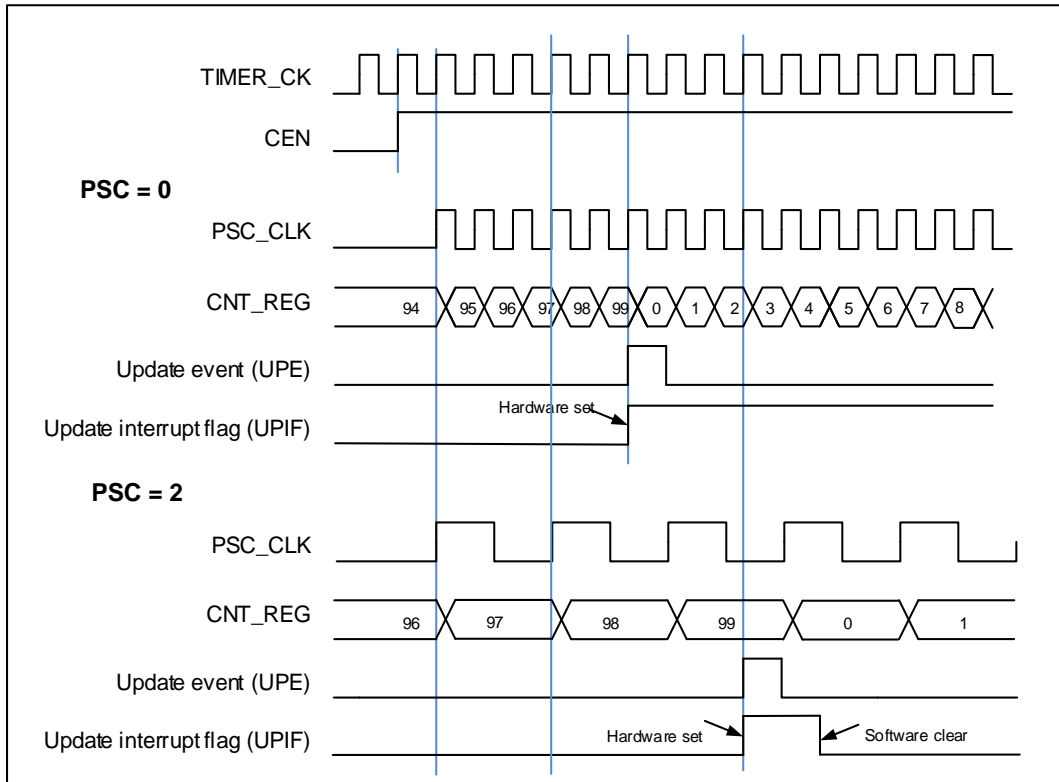 TIMER_CK
CEN
PSC = 0
PSC_CLK
CNT_REG 94 95 96 97 98 99 0 1 2 3 4 5 6 7 8
Update event (UPE)
Hardware set
Update interrupt flag (UPIF)
PSC = 2
PSC_CLK
CNT_REG 96 97 98 99 0 1
Update event (UPE)
Update interrupt flag (UPIF) Hardware set Software clear